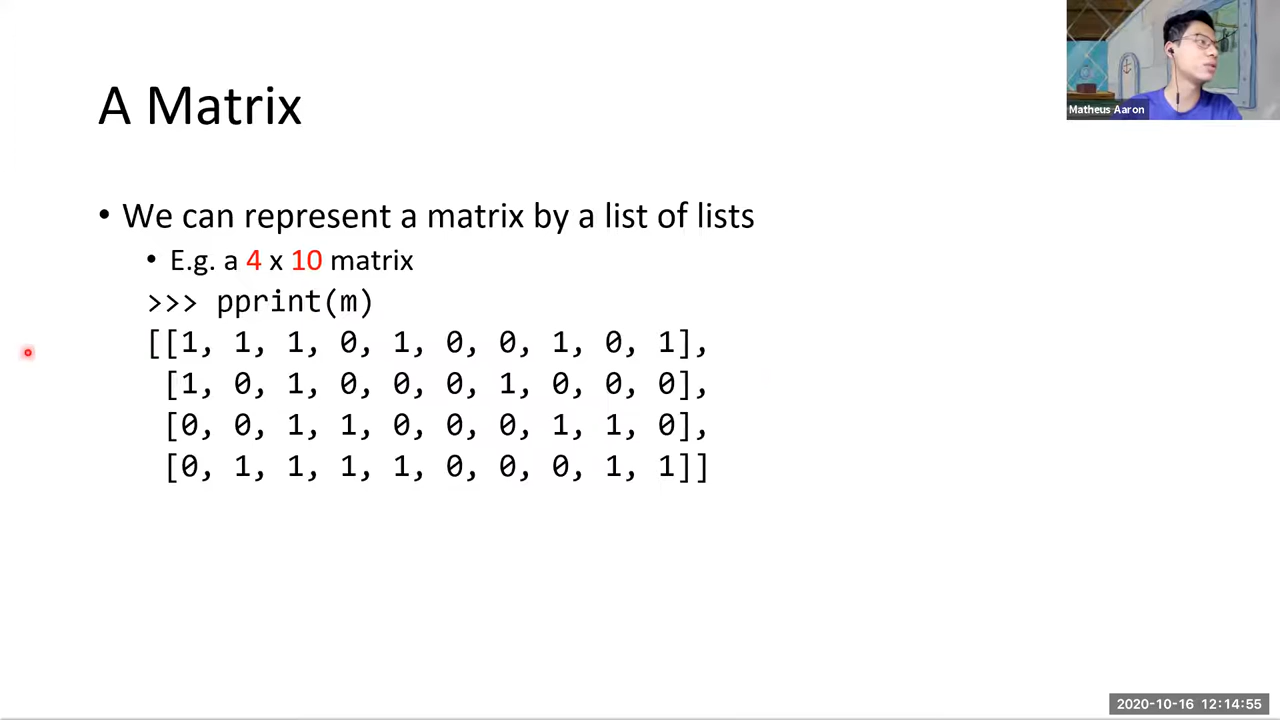 Matheus Aaron
A Matrix
• We can represent a matrix by a list of lists
• E.g. a 4 x 10 matrix
>>> pprint(m)
[[1, 1, 1, 0, 1, 0, 0, 1, 0, 1],
[1, 0, 1, 0, 0, 0, 1, 0, 0, 0],
[0, 0, 1, 1, 0, 0, 0, 1, 1, 0],
[0, 1, 1, 1, 1, 0, 0, 0, 1, 1]]
2020-10-16 12:14:55